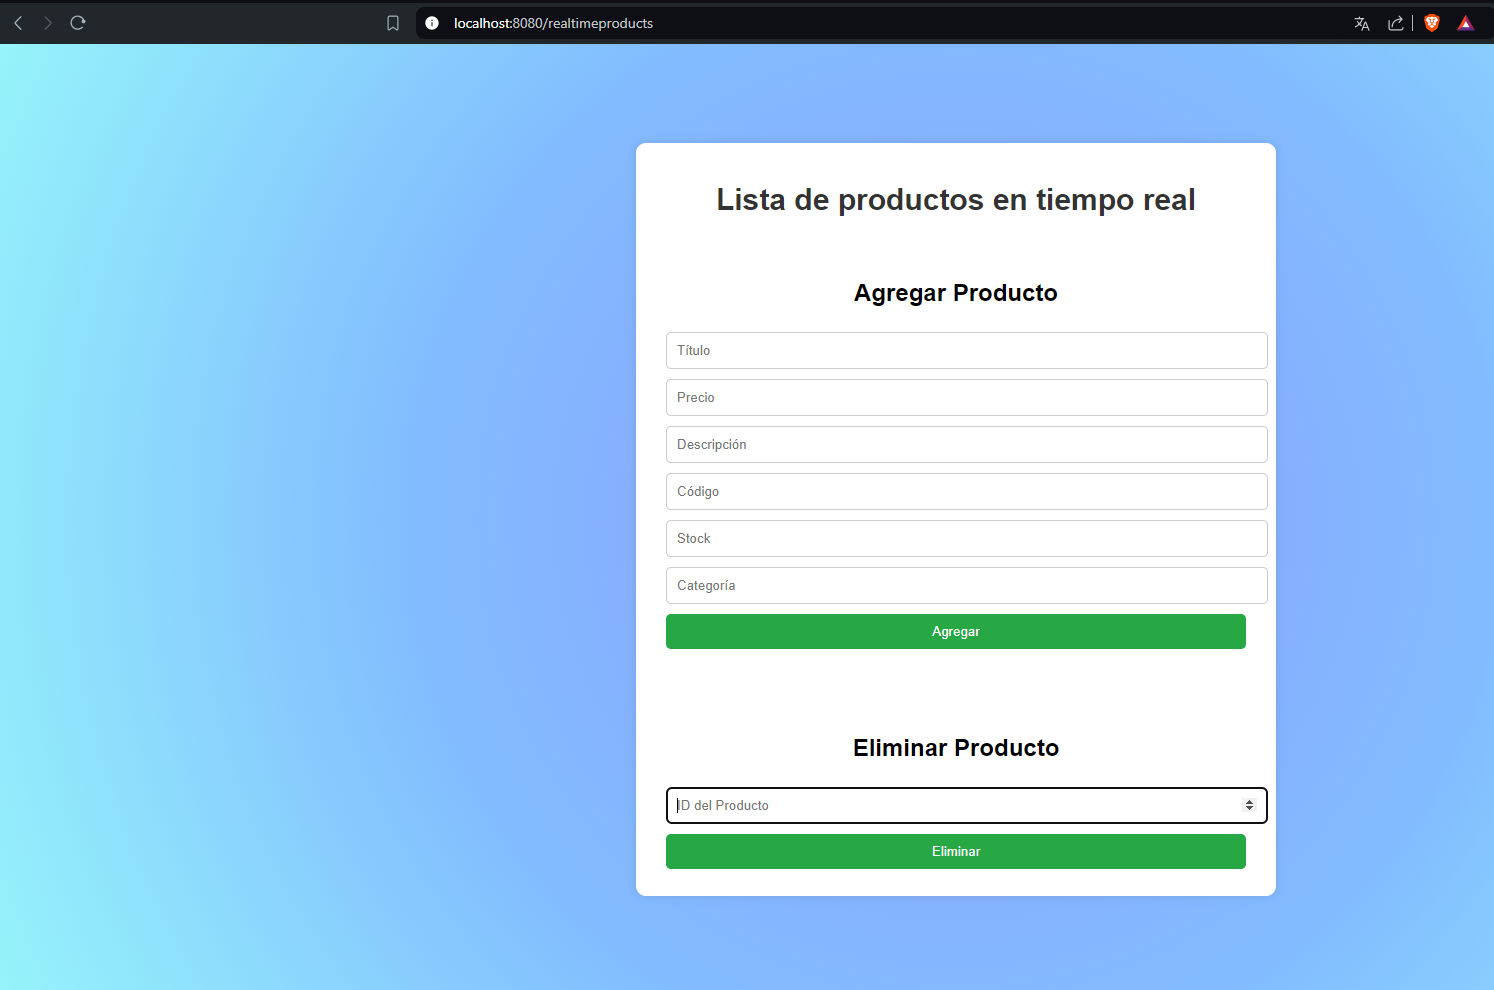 localhost:8080/realtimeproducts
Lista de productos en tiempo real
Agregar Producto
Título
Precio
Descripción
Código
Stock
Categoría
Agregar
Eliminar Producto
ID del Producto
Eliminar